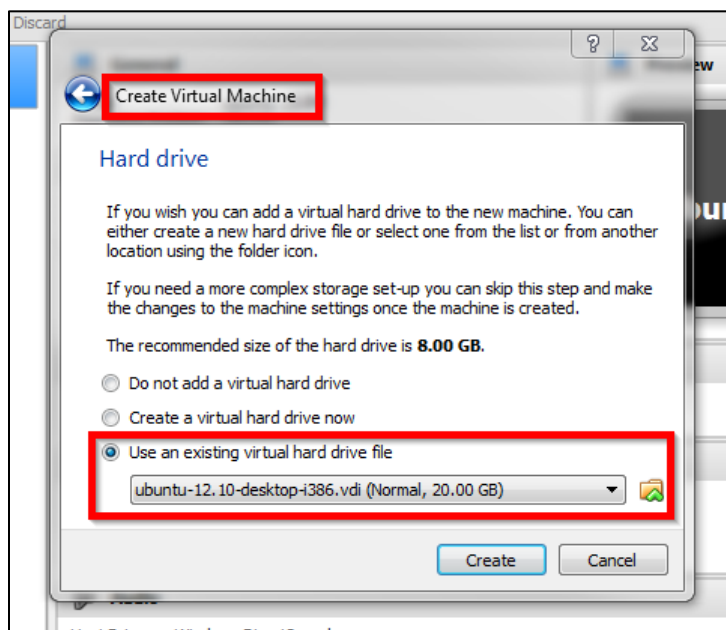 Discard
General
Preview
Create Virtual Machine
Hard drive
If you wish you can add a virtual hard drive to the new machine. You can
either create a new hard drive file or select one from the list or from another
location using the folder icon.
If you need a more complex storage set-up you can skip this step and make
the changes to the machine settings once the machine is created.
The recommended size of the hard drive is 8.00 GB.
Do not add a virtual hard drive
Create a virtual hard drive now
Use an existing virtual hard drive file
ubuntu-12.10-desktop-i386.vdi (Normal, 20.00 GB)
Create
Cancel
Audio